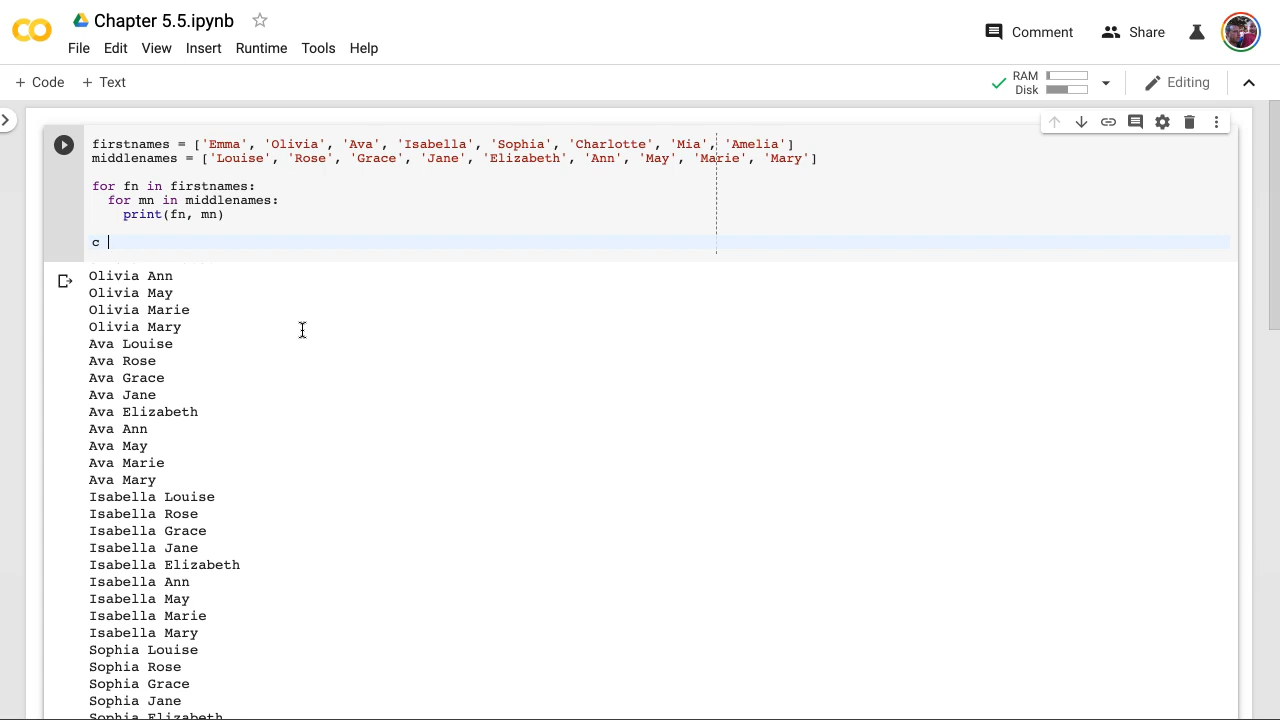 Chapter 5.5.ipynb
File Edit View Insert Runtime Tools Help
Comment
Share
+ Code + Text
RAM
Disk
Editing
firstnames = ['Emma', 'Olivia', 'Ava', 'Isabella', 'Sophia', 'Charlotte', 'Mia', 'Amelia']
middlenames = ['Louise', 'Rose', 'Grace', 'Jane', 'Elizabeth', 'Ann', 'May', 'Marie', 'Mary']
for fn in firstnames:
for mn in middlenames:
print(fn, mn)
c
Olivia Ann
Olivia May
Olivia Marie
Olivia Mary
Ava Louise
Ava Rose
Ava Grace
Ava Jane
Ava Elizabeth
Ava Ann
Ava May
Ava Marie
Ava Mary
Isabella Louise
Isabella Rose
Isabella Grace
Isabella Jane
Isabella Elizabeth
Isabella Ann
Isabella May
Isabella Marie
Isabella Mary
Sophia Louise
Sophia Rose
Sophia Grace
Sophia Jane
Sophia Elizabeth